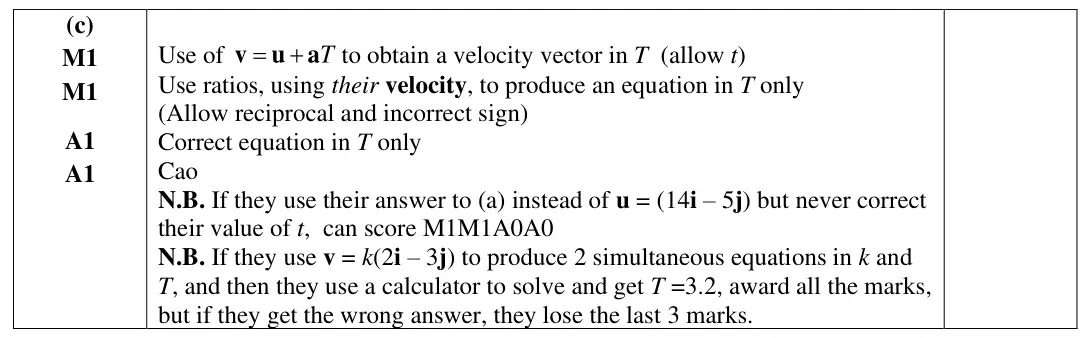 (c)
M1 Use of v = u + aT to obtain a velocity vector in T (allow t)
M1 Use ratios, using their velocity, to produce an equation in T only
(Allow reciprocal and incorrect sign)
A1 Correct equation in T only
A1 Cao
N.B. If they use their answer to (a) instead of u = (14i – 5j) but never correct
their value of t, can score M1M1A0A0
N.B. If they use v = k(2i – 3j) to produce 2 simultaneous equations in k and
T, and then they use a calculator to solve and get T =3.2, award all the marks,
but if they get the wrong answer, they lose the last 3 marks.